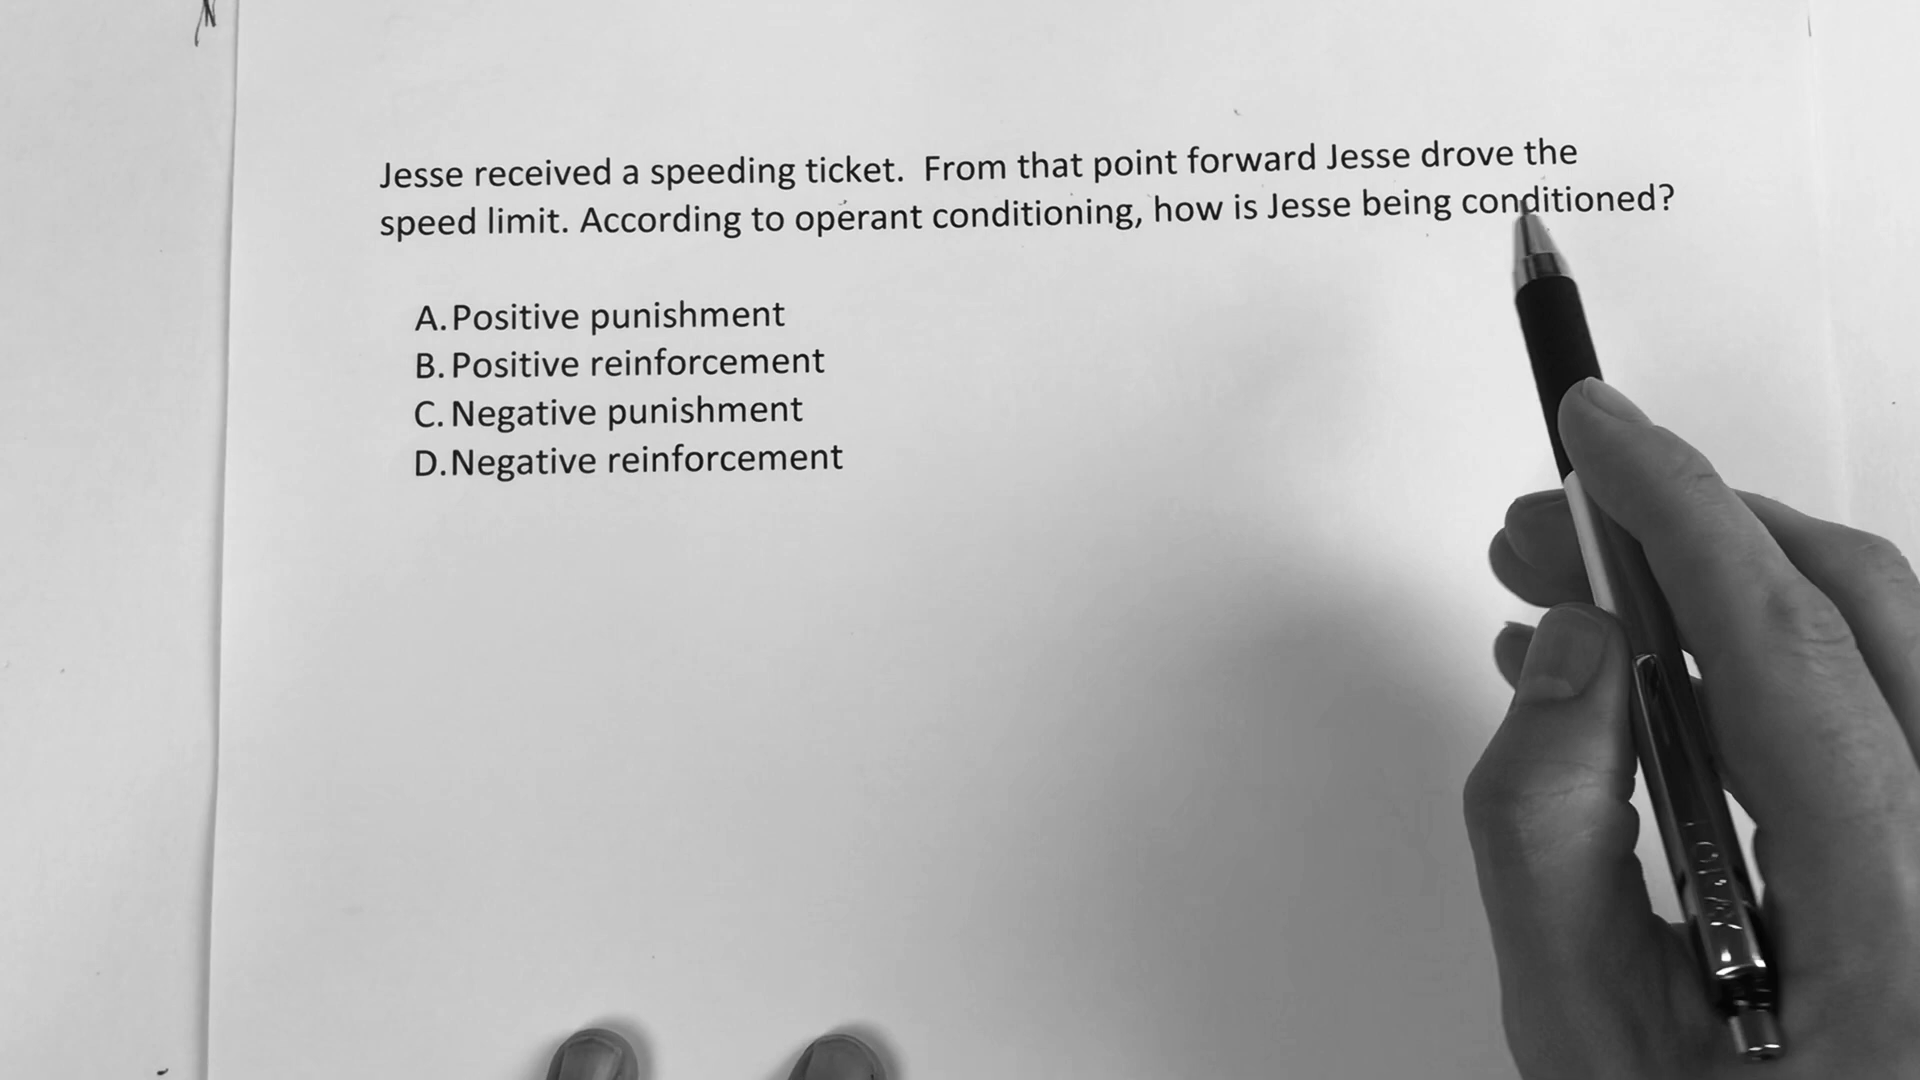 Jesse received a speeding ticket. From that point forward Jesse drove the
speed limit. According to operant conditioning, how is Jesse being conditioned?
A. Positive punishment
B. Positive reinforcement
C. Negative punishment
D. Negative reinforcement